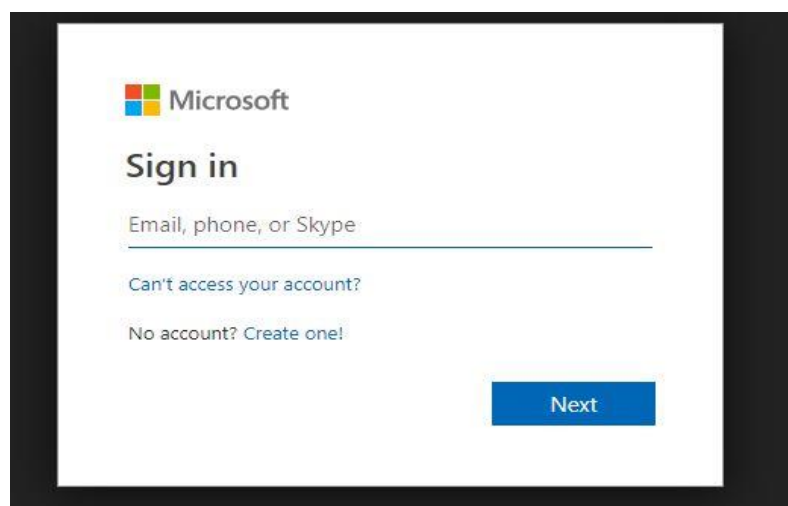 Microsoft
Sign in
Email, phone, or Skype
Can't access your account?
No account? Create one!
Next